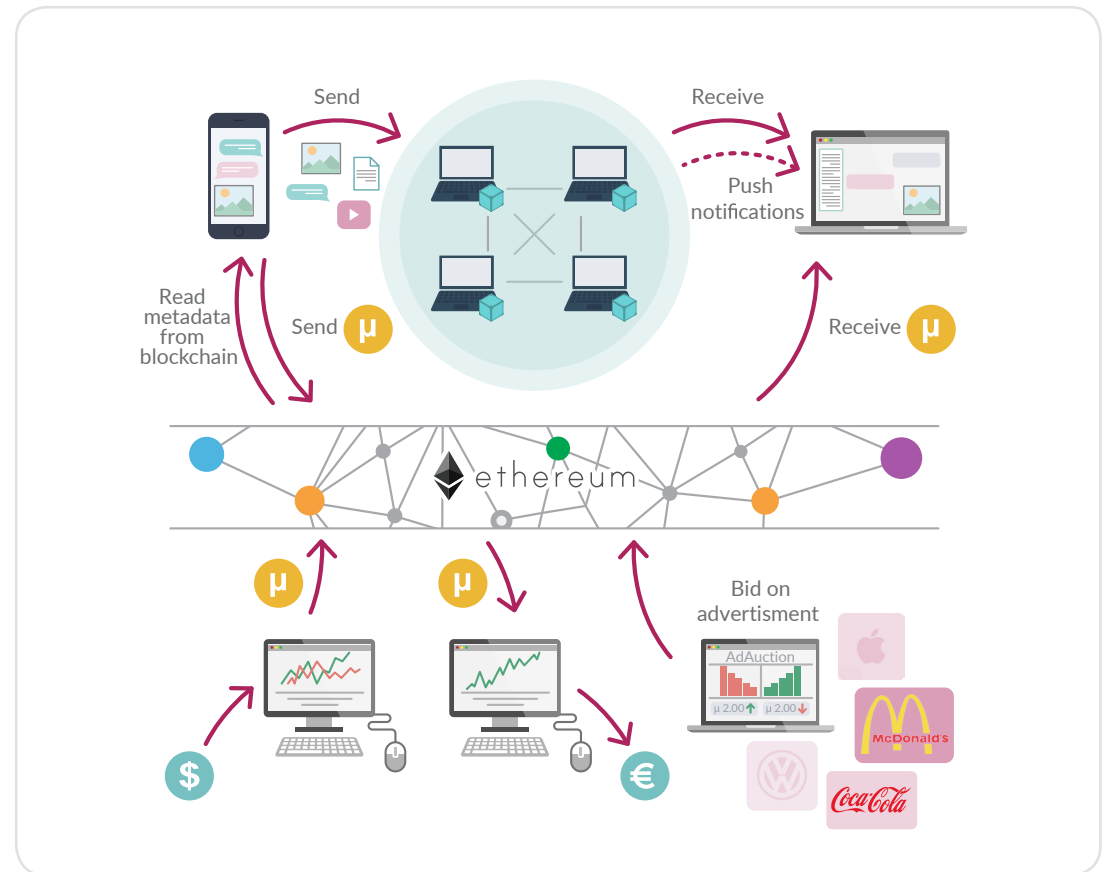 Send
Receive
Push
notifications
Read
metadata
from
blockchain
Send µ
Receive µ
ethereum
µ
µ
Bid on
advertisment
AdAuction
µ 2.00 µ 2.00
McDonald's
$
€
Coca-Cola